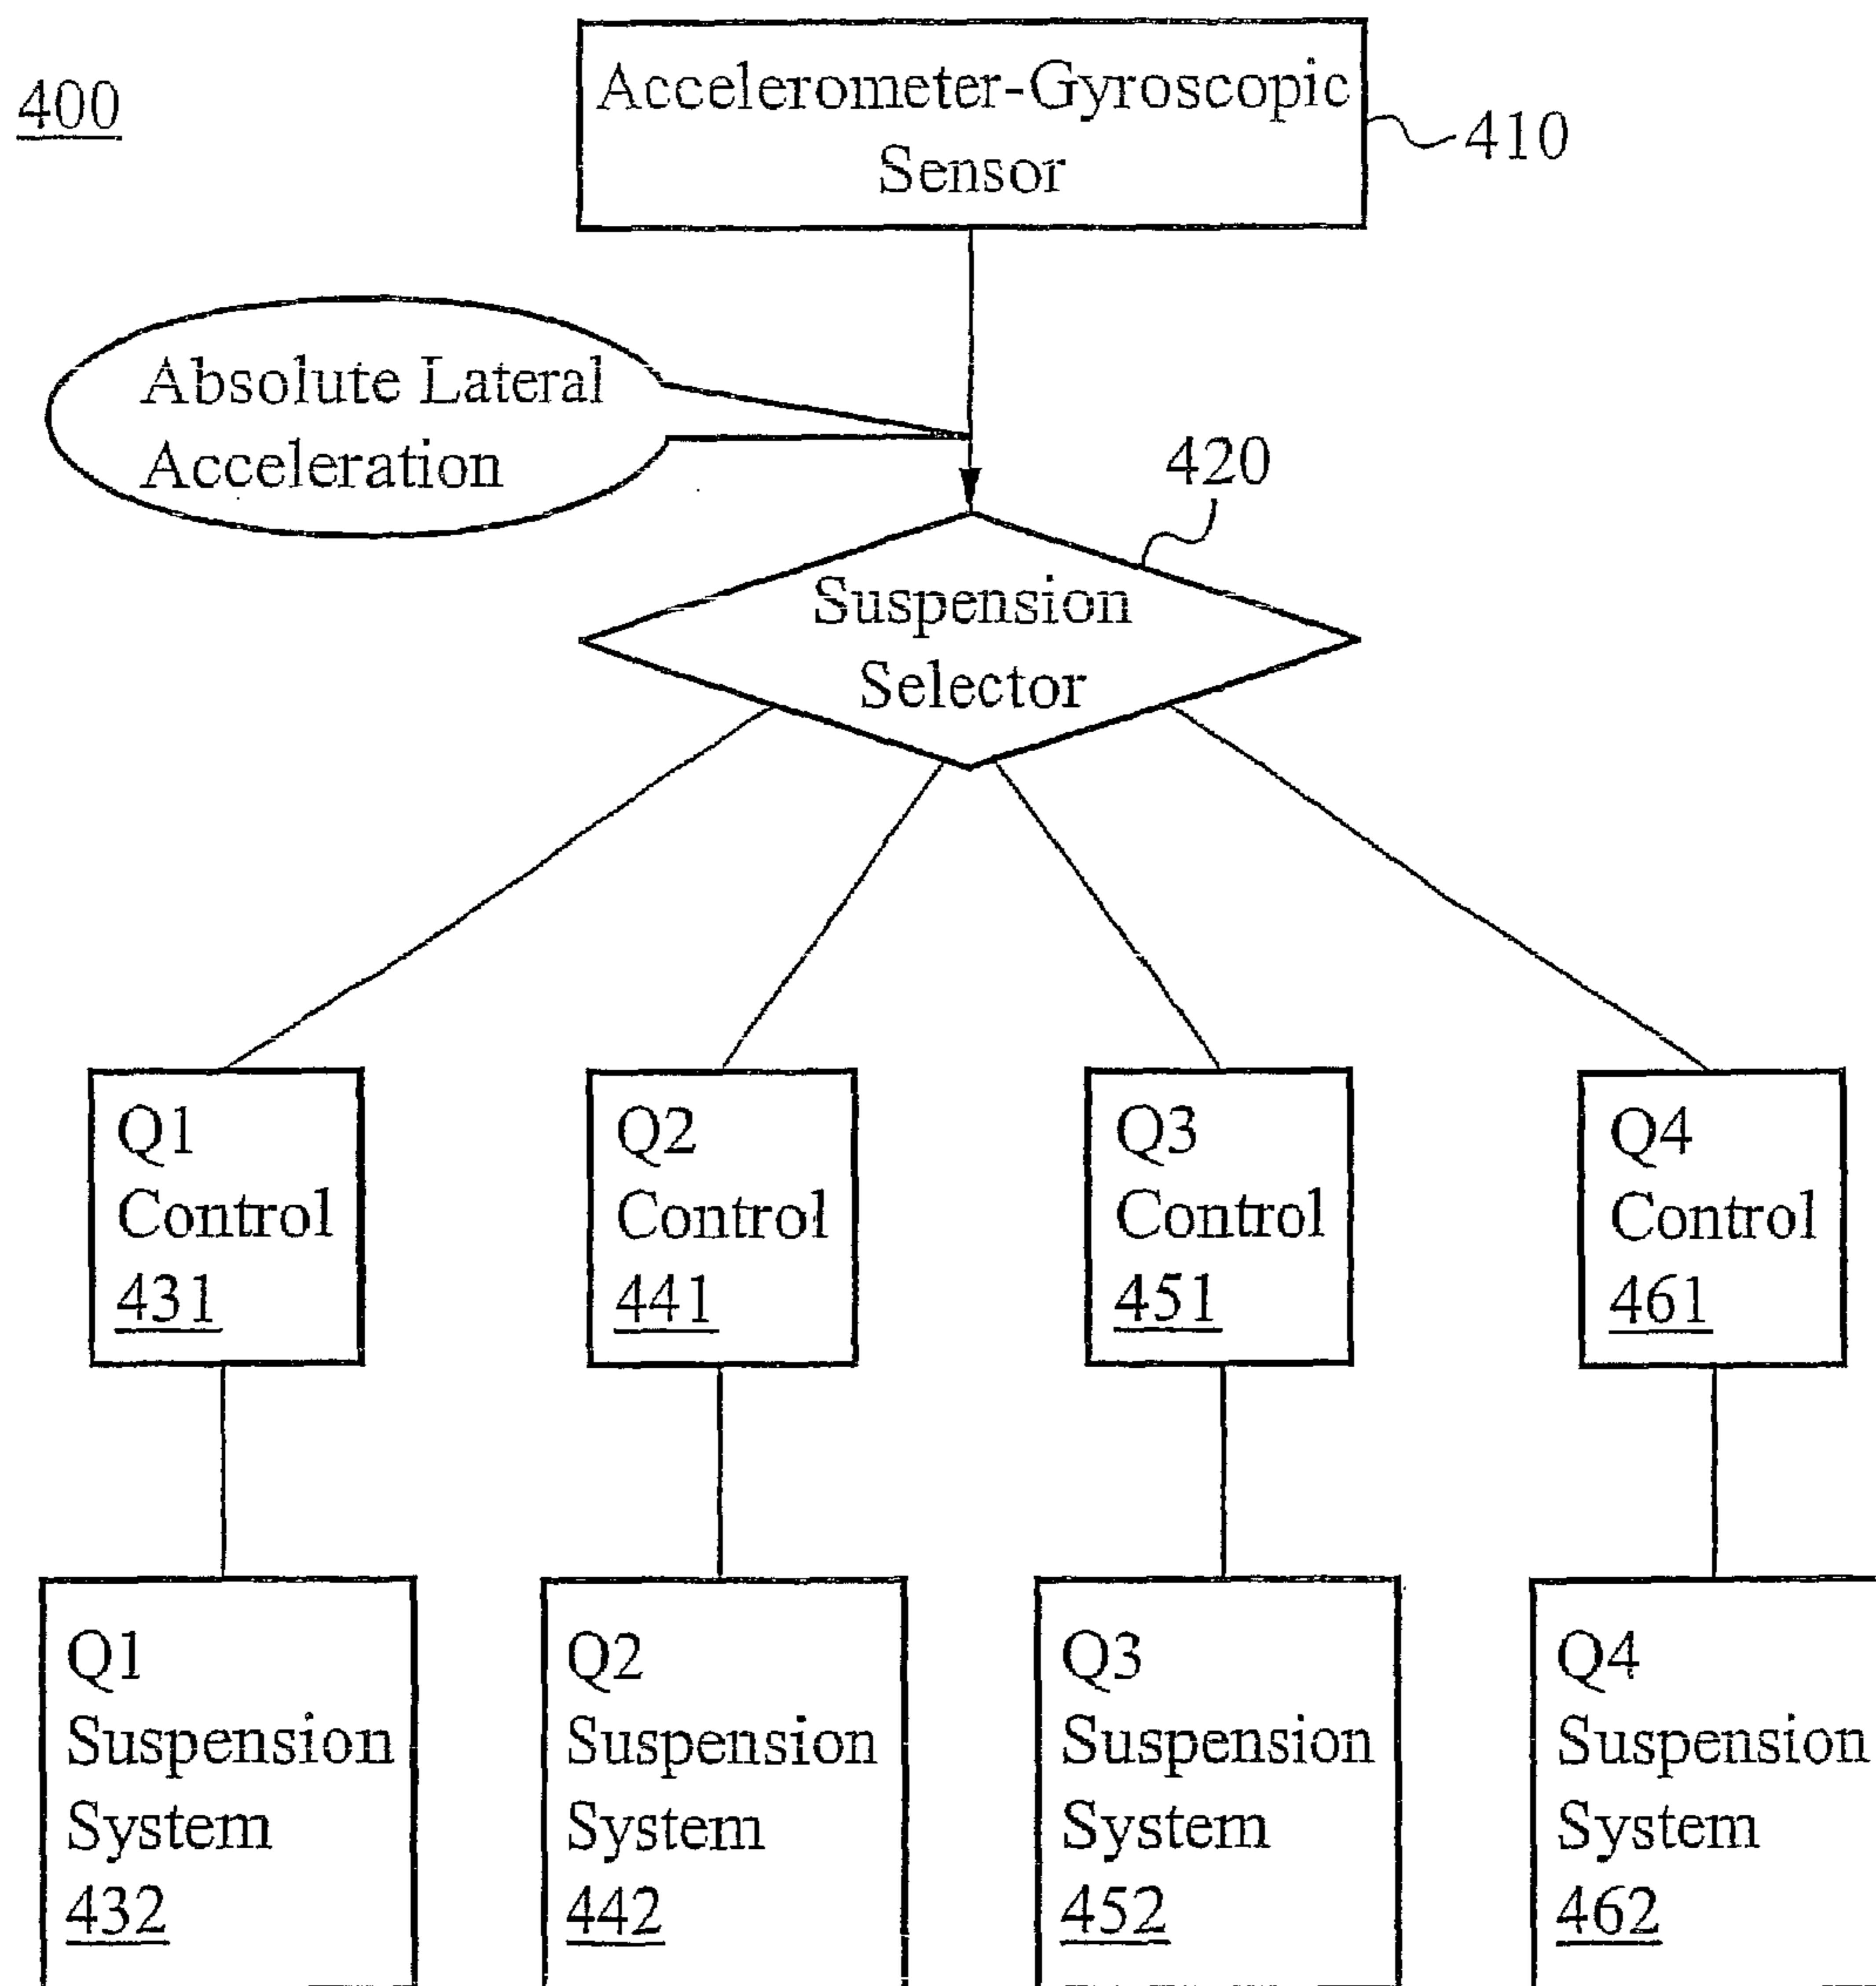 400
Accelerometer-Gyroscopic
Sensor
410
Absolute Lateral
Acceleration
420
Suspension
Selector
Q1
Control
431
Q2
Control
441
Q3
Control
451
Q4
Control
461
Q1
Suspension
System
432
Q2
Suspension
System
442
Q3
Suspension
System
452
Q4
Suspension
System
462